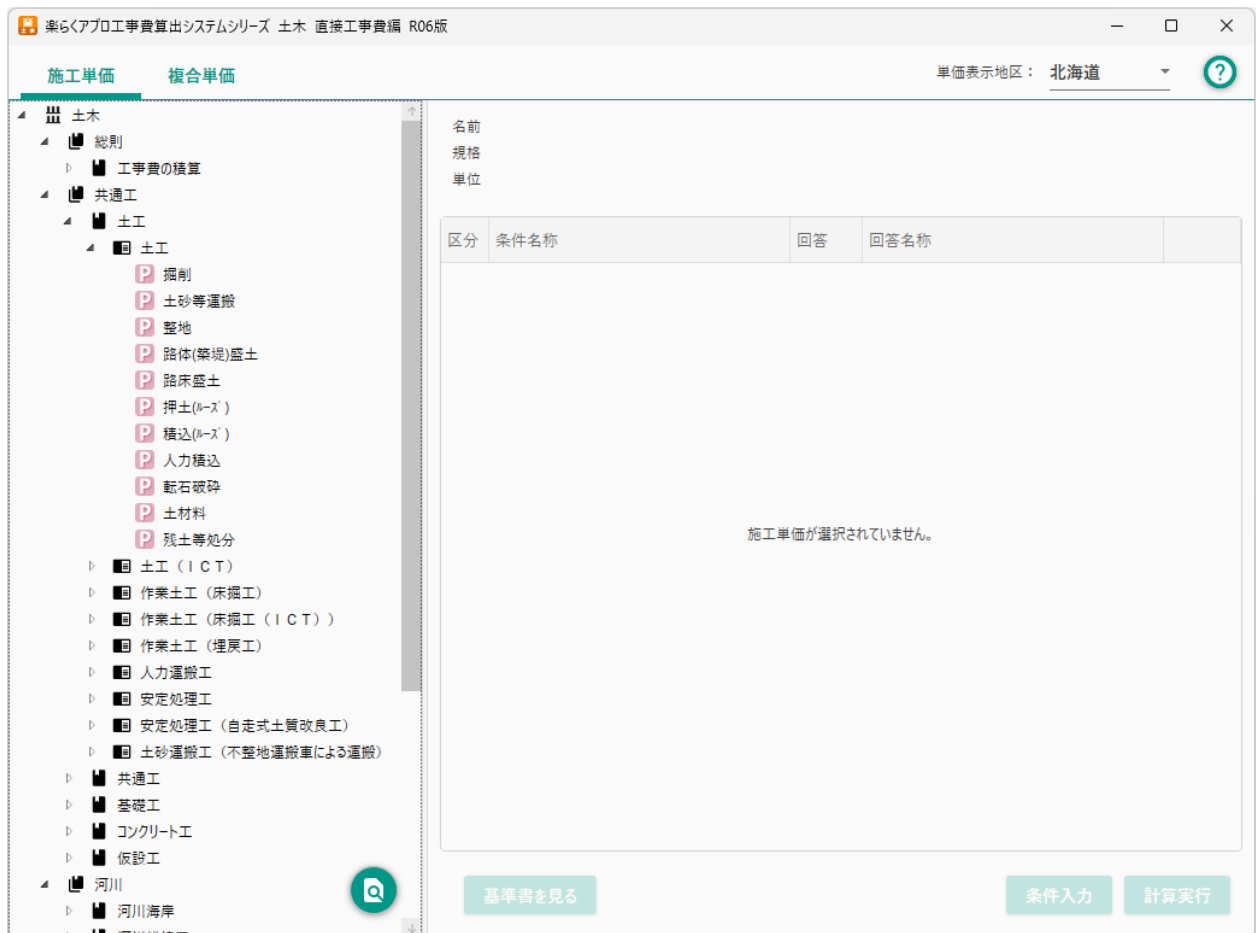 楽らくアプロ工事費算出システムシリーズ 土木 直接工事費編 R06版
施工単価 複合単価 単価表示地区： 北海道
土木
総則
工事費の積算
共通工
土工
土工
掘削
土砂等運搬
整地
路体(築堤)盛土
路床盛土
押土(ﾙｰｽﾞ)
積込(ﾙｰｽﾞ)
人力積込
転石破砕
土材料
残土等処分
土工（ＩＣＴ）
作業土工（床掘工）
作業土工（床掘工（ＩＣＴ））
作業土工（埋戻工）
人力運搬工
安定処理工
安定処理工（自走式土質改良工）
土砂運搬工（不整地運搬車による運搬）
共通工
基礎工
コンクリート工
仮設工
河川
河川海岸
名前
規格
単位
区分 条件名称 回答 回答名称
施工単価が選択されていません。
基準書を見る 条件入力 計算実行